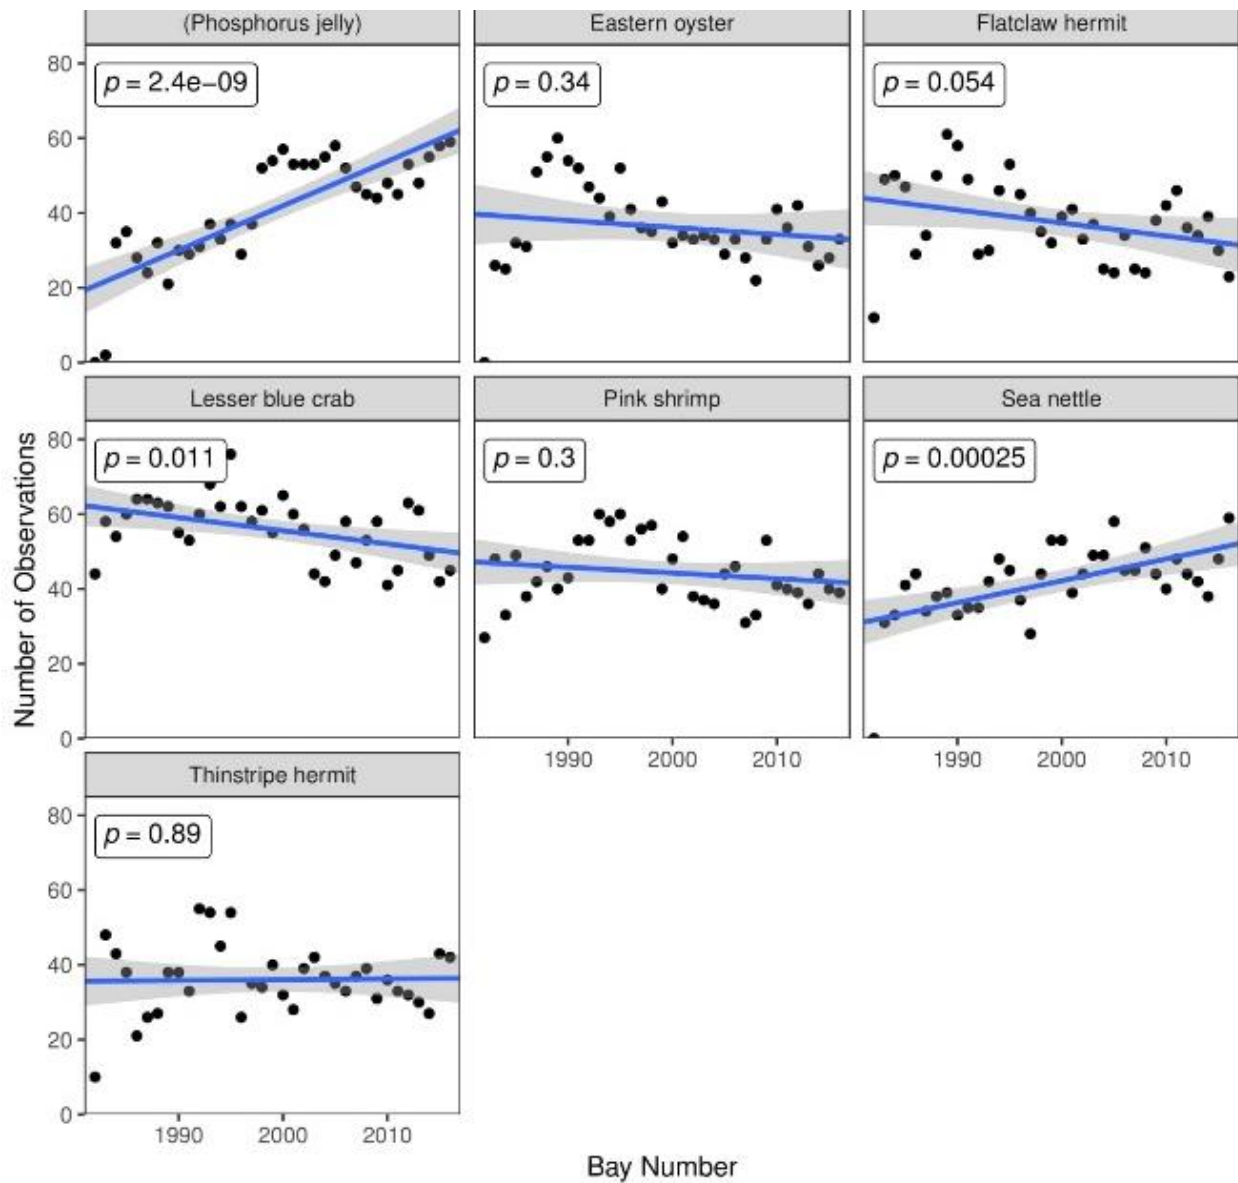 (Phosphorus jelly)
Eastern oyster
Flatclaw hermit
80
60
40
20
0
p = 2.4e−09
p = 0.34
p = 0.054
Lesser blue crab
Pink shrimp
Sea nettle
Number of Observations
80
60
40
20
0
p = 0.011
p = 0.3
p = 0.00025
1990 2000 2010
1990 2000 2010
Thinstripe hermit
80
60
40
20
0
p = 0.89
1990 2000 2010
Bay Number